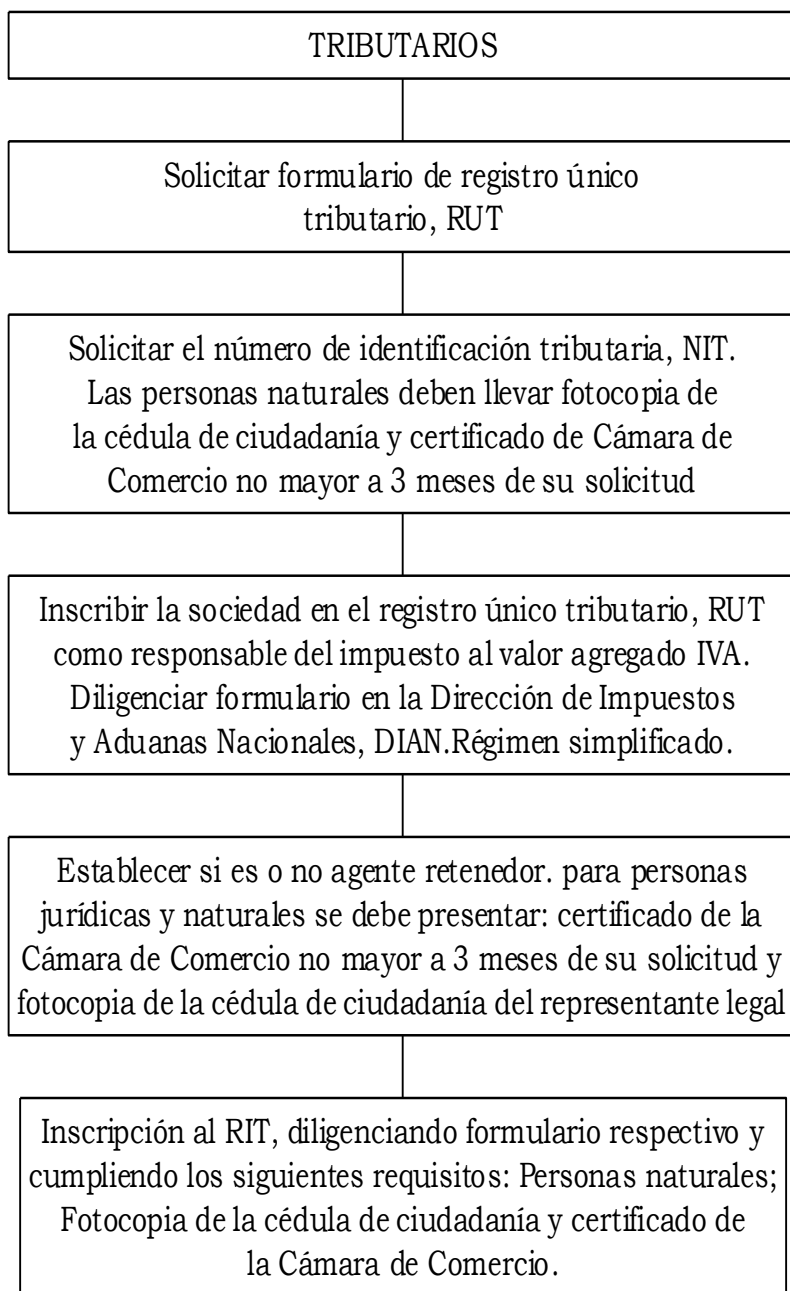 TRIBUTARIOS
Solicitar formulario de registro único
tributario, RUT
Solicitar el número de identificación tributaria, NIT.
Las personas naturales deben llevar fotocopia de
la cédula de ciudadanía y certificado de Cámara de
Comercio no mayor a 3 meses de su solicitud
Inscribir la sociedad en el registro único tributario, RUT
como responsable del impuesto al valor agregado IVA.
Diligenciar formulario en la Dirección de Impuestos
y Aduanas Nacionales, DIAN.Régimen simplificado.
Establecer si es o no agente retenedor. para personas
jurídicas y naturales se debe presentar: certificado de la
Cámara de Comercio no mayor a 3 meses de su solicitud y
fotocopia de la cédula de ciudadanía del representante legal
Inscripción al RIT, diligenciando formulario respectivo y
cumpliendo los siguientes requisitos: Personas naturales;
Fotocopia de la cédula de ciudadanía y certificado de
la Cámara de Comercio.